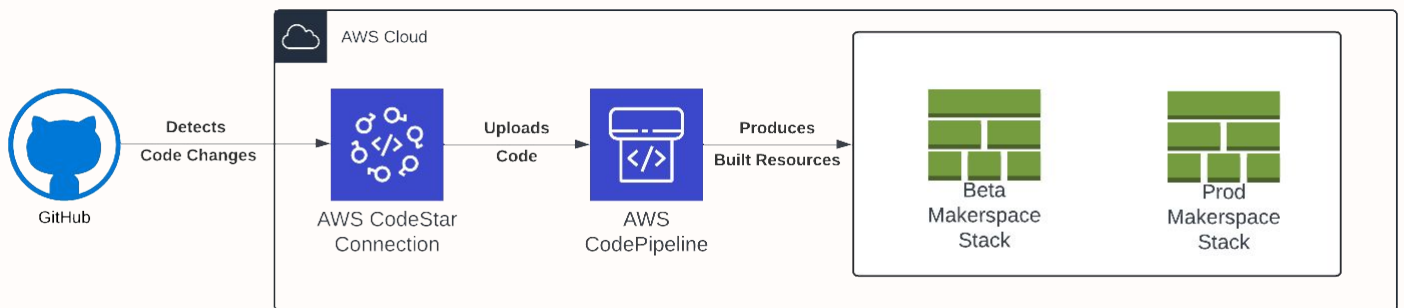 AWS Cloud
GitHub
Detects
Code Changes
</>
AWS CodeStar
Connection
Uploads
Code
</>
AWS
CodePipeline
Produces
Built Resources
Beta
Makerspace
Stack
Prod
Makerspace
Stack